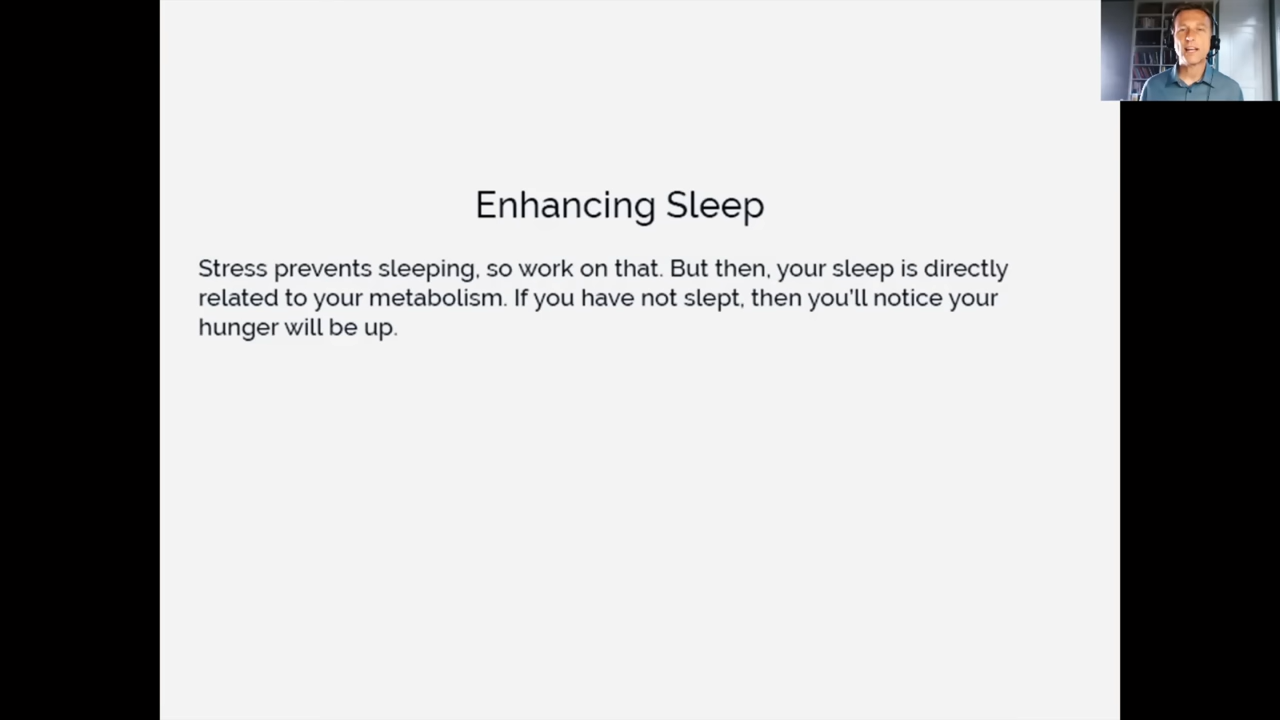 Enhancing Sleep
Stress prevents sleeping, so work on that. But then, your sleep is directly
related to your metabolism. If you have not slept, then you'll notice your
hunger will be up.